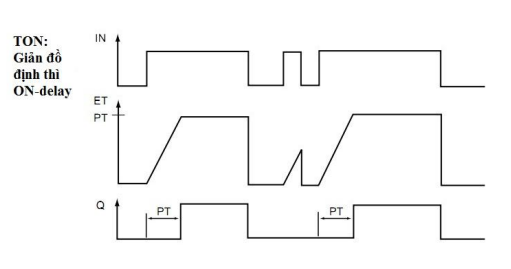 TON:
Giản đồ
định thì
ON-delay
IN
ET
PT
Q
PT
PT